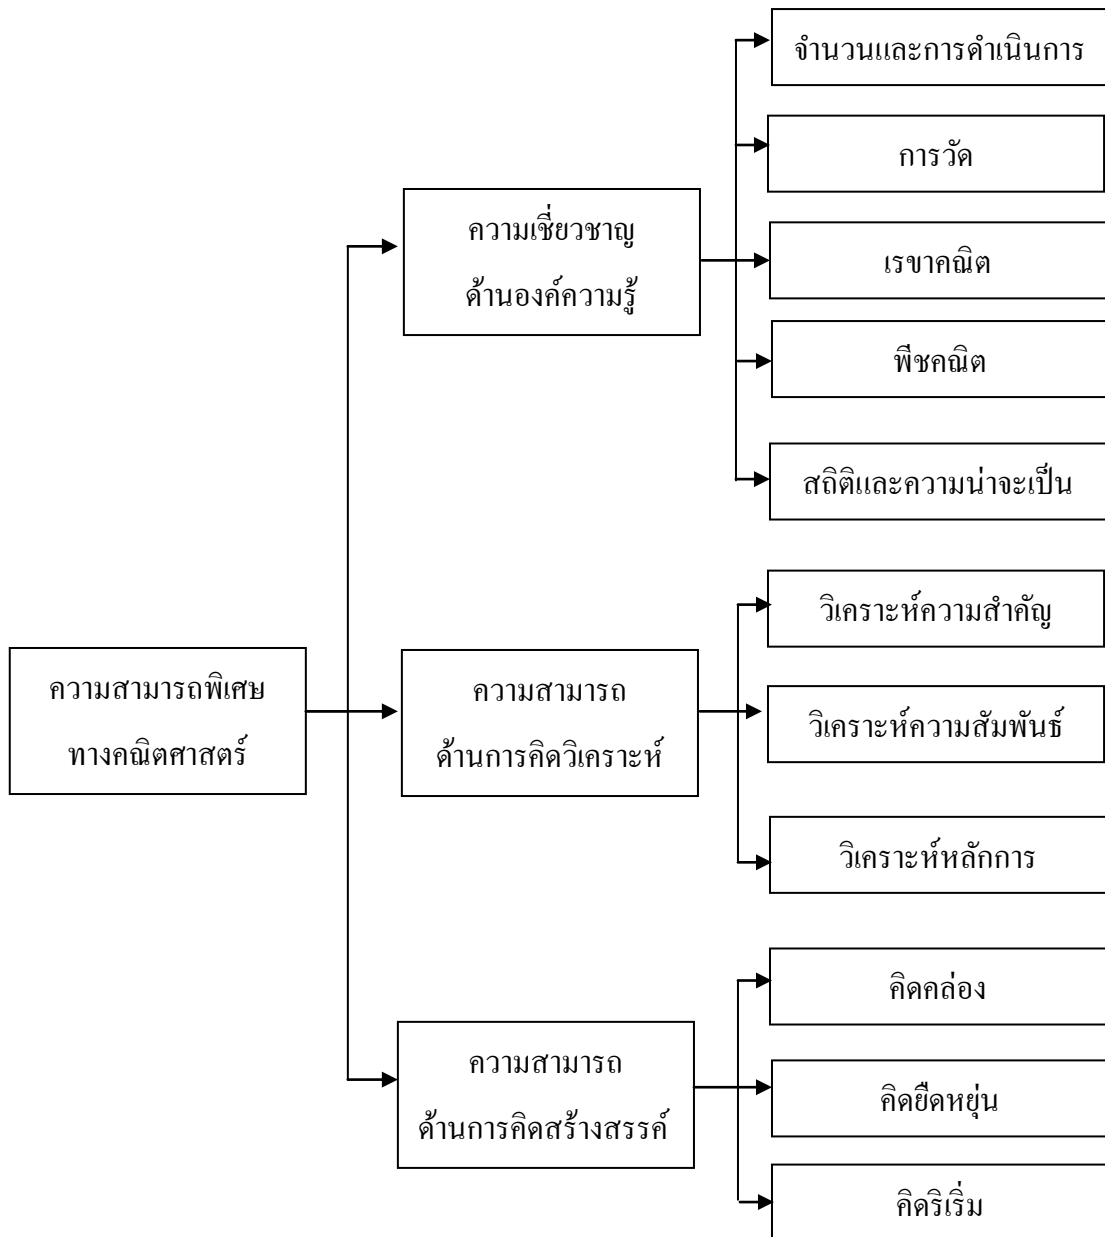 ความสามารถพิเศษ
ทางคณิตศาสตร์
ความเชี่ยวชาญ
ด้านองค์ความรู้
จำนวนและการดำเนินการ
การวัด
เรขาคณิต
พีชคณิต
สถิติและความน่าจะเป็น
ความสามารถ
ด้านการคิดวิเคราะห์
วิเคราะห์ความสำคัญ
วิเคราะห์ความสัมพันธ์
วิเคราะห์หลักการ
ความสามารถ
ด้านการคิดสร้างสรรค์
คิดคล่อง
คิดยืดหยุ่น
คิดริเริ่ม